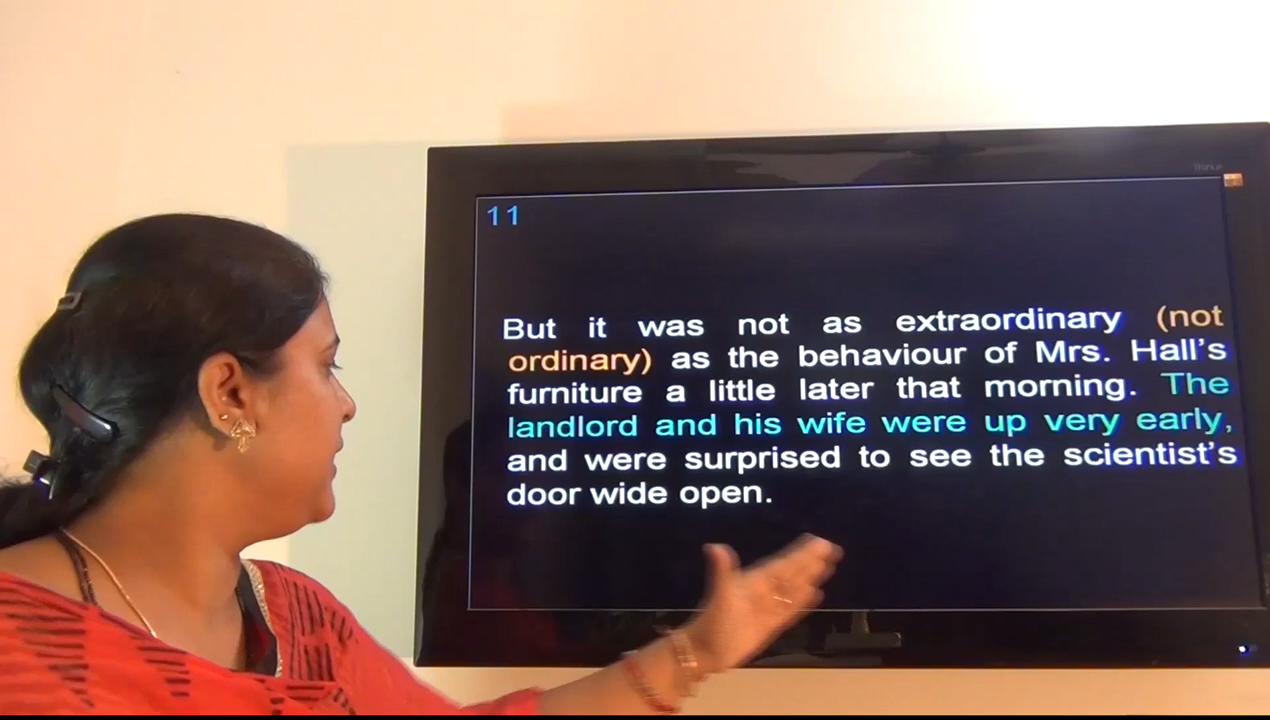 11
But it was not as extraordinary (not
ordinary) as the behaviour of Mrs. Hall's
furniture a little later that morning. The
landlord and his wife were up very early,
and were surprised to see the scientist's
door wide open.